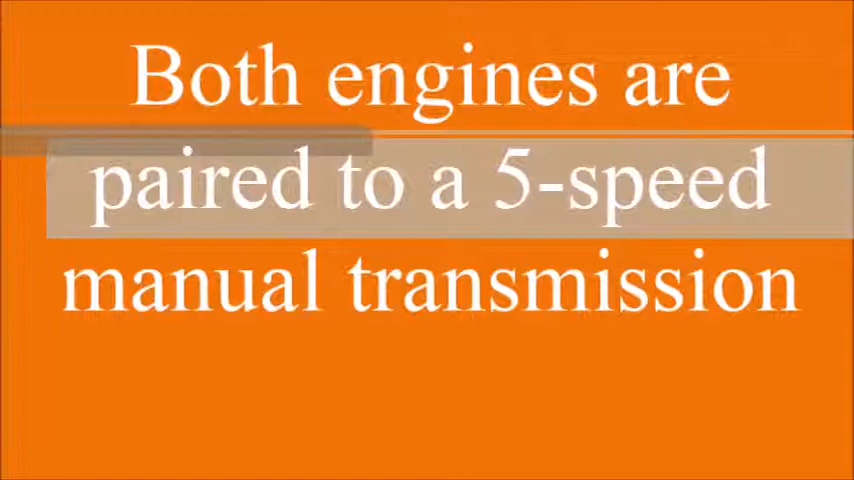 Both engines are
paired to a 5-speed
manual transmission